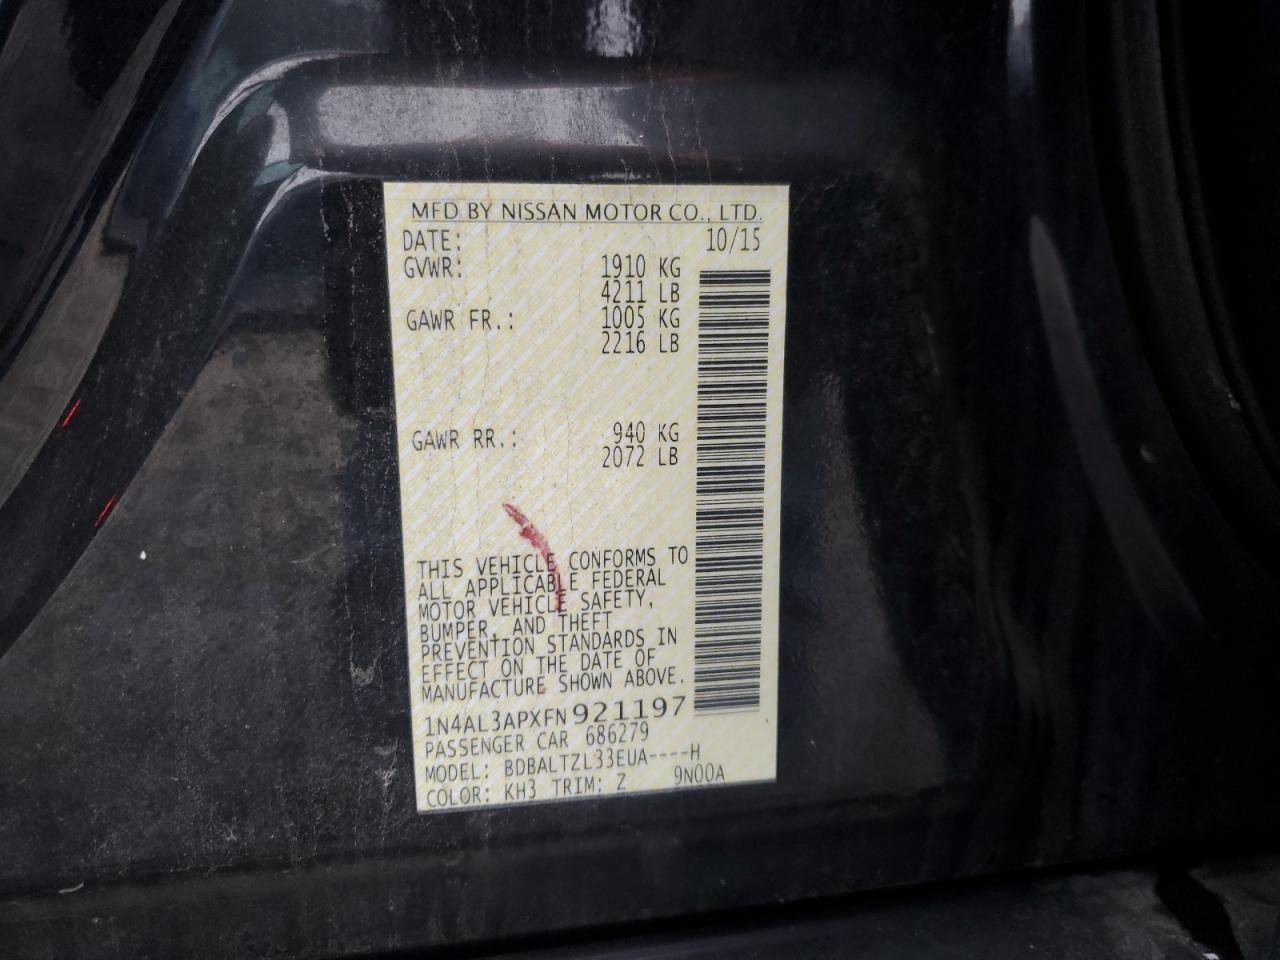 MFD BY NISSAN MOTOR CO., LTD.
DATE: 10/15
GVWR: 1910 KG
4211 LB
GAWR FR.: 1005 KG
2216 LB
GAWR RR.: 940 KG
2072 LB
THIS VEHICLE CONFORMS TO
ALL APPLICABLE FEDERAL
MOTOR VEHICLE SAFETY,
BUMPER, AND THEFT
PREVENTION STANDARDS IN
EFFECT ON THE DATE OF
MANUFACTURE SHOWN ABOVE.
1N4AL3APXFN921197
PASSENGER CAR 686279
MODEL: BDBALTZL33EUA----H
COLOR: KH3 TRIM: Z 9N00A